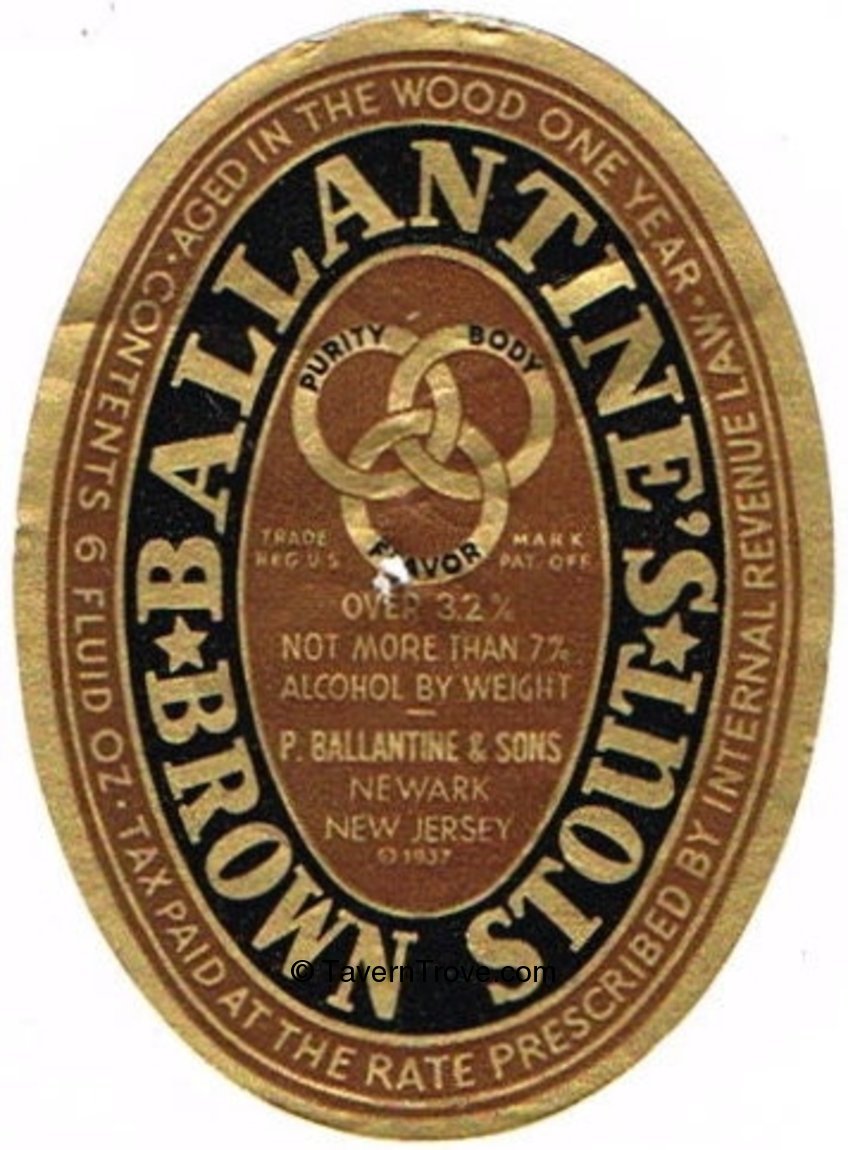 AGED IN THE WOOD ONE YEAR · 
BALLANTINE'S
PURITY BODY
FLAVOR
TRADE MARK
REG U.S. PAT. OFF.
OVER 3.2%
NOT MORE THAN 7%
ALCOHOL BY WEIGHT
P. BALLANTINE & SONS
NEWARK
NEW JERSEY
© 1937
★ BROWN STOUT ★
CONTENTS 6 FLUID OZ. · TAX PAID AT THE RATE PRESCRIBED BY INTERNAL REVENUE LAW ·
© TavernTrove.com